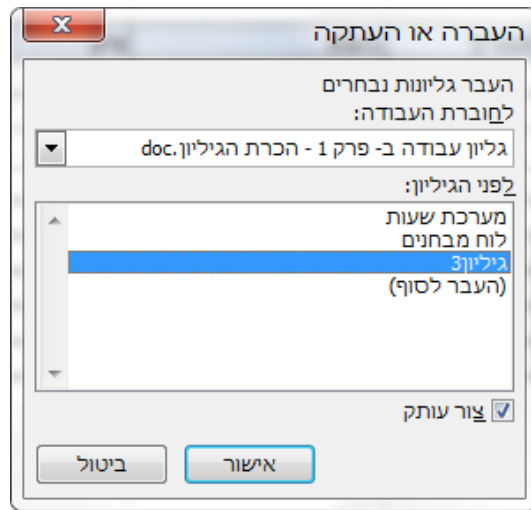 העברה או העתקה
העבר גליונות נבחרים
לחוברת העבודה:
גליון עבודה ב- פרק 1 - הכרת הגיליון.doc
לפני הגיליון:
מערכת שעות
לוח מבחנים
גיליון3
(העבר לסוף)
צור עותק
אישור
ביטול